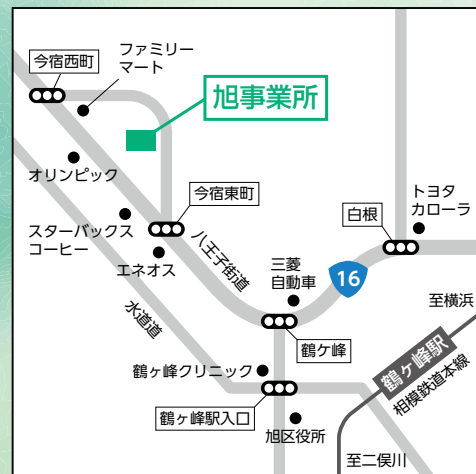 今宿西町
ファミリー
マート
旭事業所
オリンピック
今宿東町
トヨタ
カローラ
白根
スターバックス
コーヒー
エネオス
八王子街道
三菱
自動車
16
至横浜
水道道
鶴ケ峰
鶴ヶ峰駅
相模鉄道本線
鶴ヶ峰クリニック
鶴ヶ峰駅入口
旭区役所
至二俣川